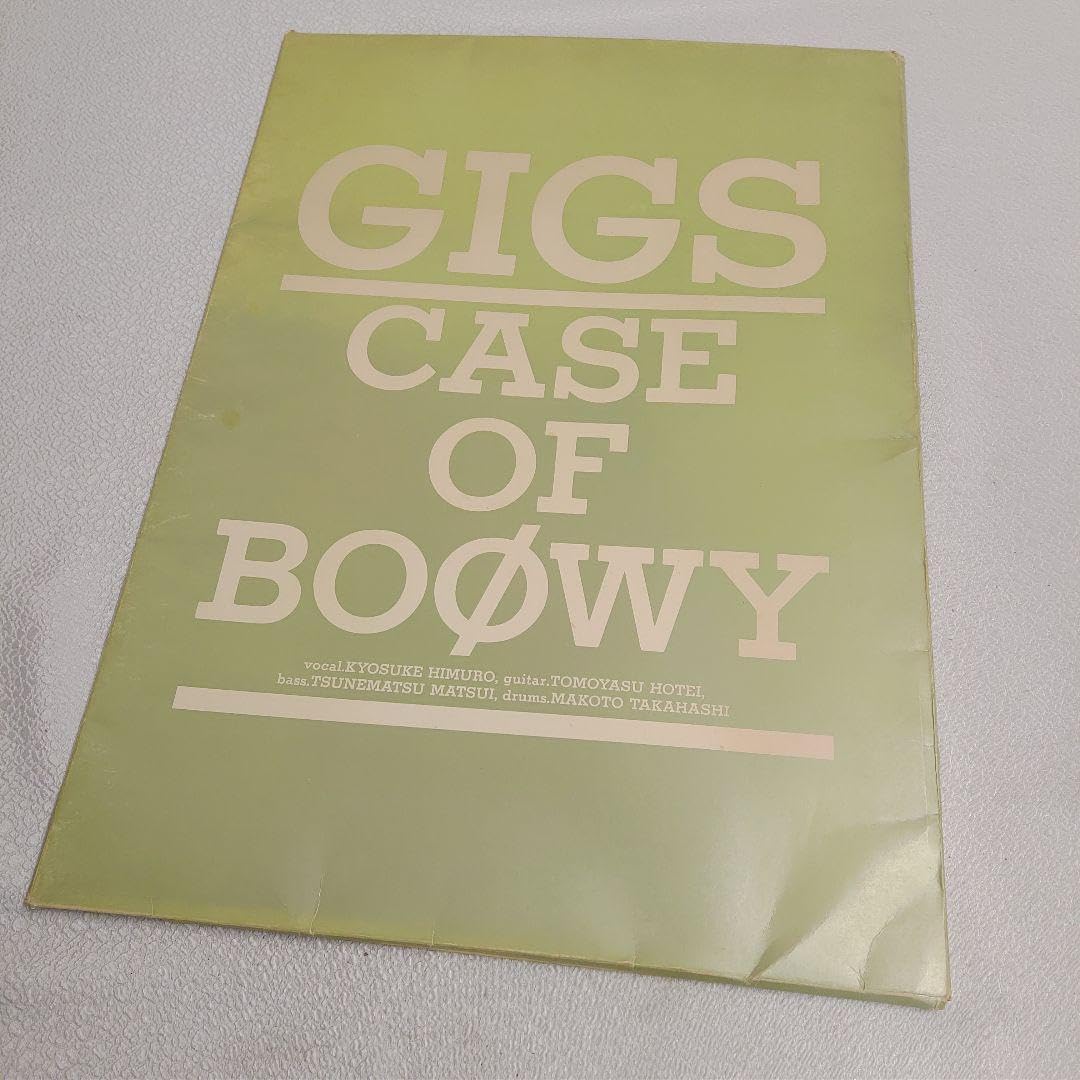 GIGS
CASE
OF
BOØWY
vocal.KYOSUKE HIMURO, guitar.TOMOYASU HOTEI,
bass.TSUNEMATSU MATSUI, drums.MAKOTO TAKAHASHI